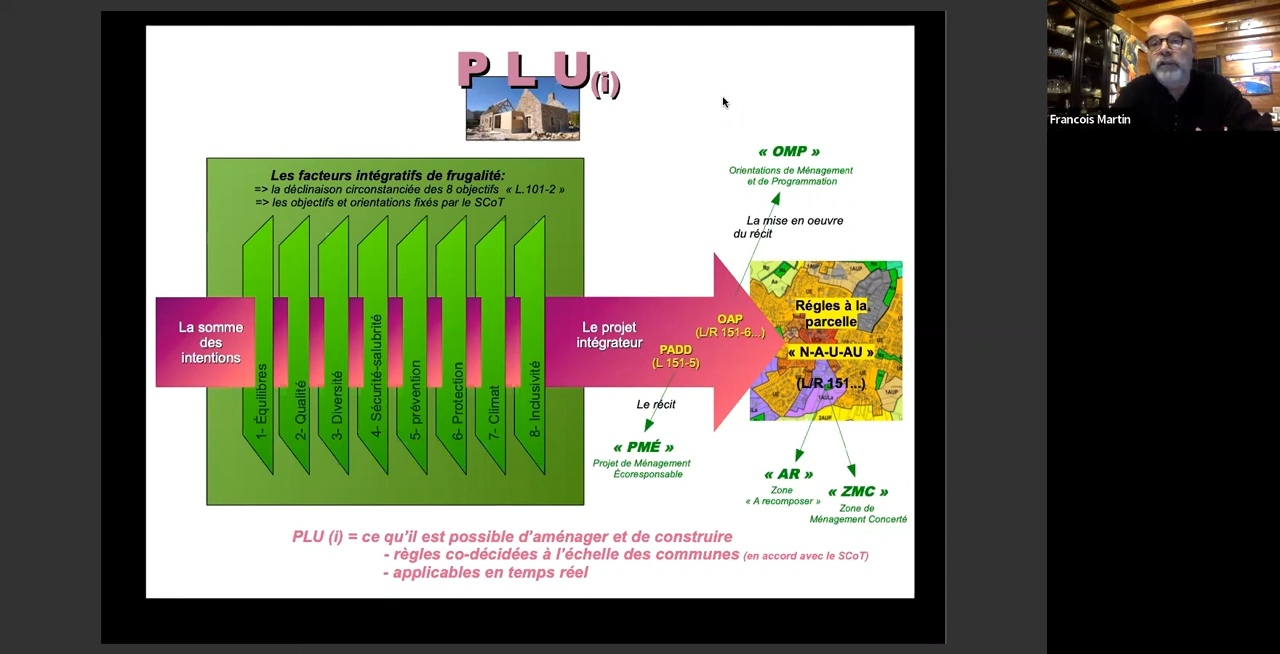 P L U(i)
Francois Martin
« OMP »
Orientations de Ménagement
et de Programmation
Les facteurs intégratifs de frugalité:
=> la déclinaison circonstanciée des 8 objectifs « L.101-2 »
=> les objectifs et orientations fixés par le SCoT
La mise en oeuvre
du récit
La somme
des
intentions
1- Équilibres
2- Qualité
3- Diversité
4- Sécurité-salubrité
5- prévention
6- Protection
7- Climat
8- Inclusivité
Le projet
intégrateur
OAP
(L/R 151-6...)
PADD
(L 151-5)
Régles à la
parcelle
« N-A-U-AU »
(L/R 151...)
Le récit
« PMÉ »
Projet de Ménagement
Écoresponsable
« AR »
Zone
« A recomposer »
« ZMC »
Zone de
Ménagement Concerté
PLU (i) = ce qu'il est possible d'aménager et de construire
- règles co-décidées à l'échelle des communes (en accord avec le SCoT)
- applicables en temps réel